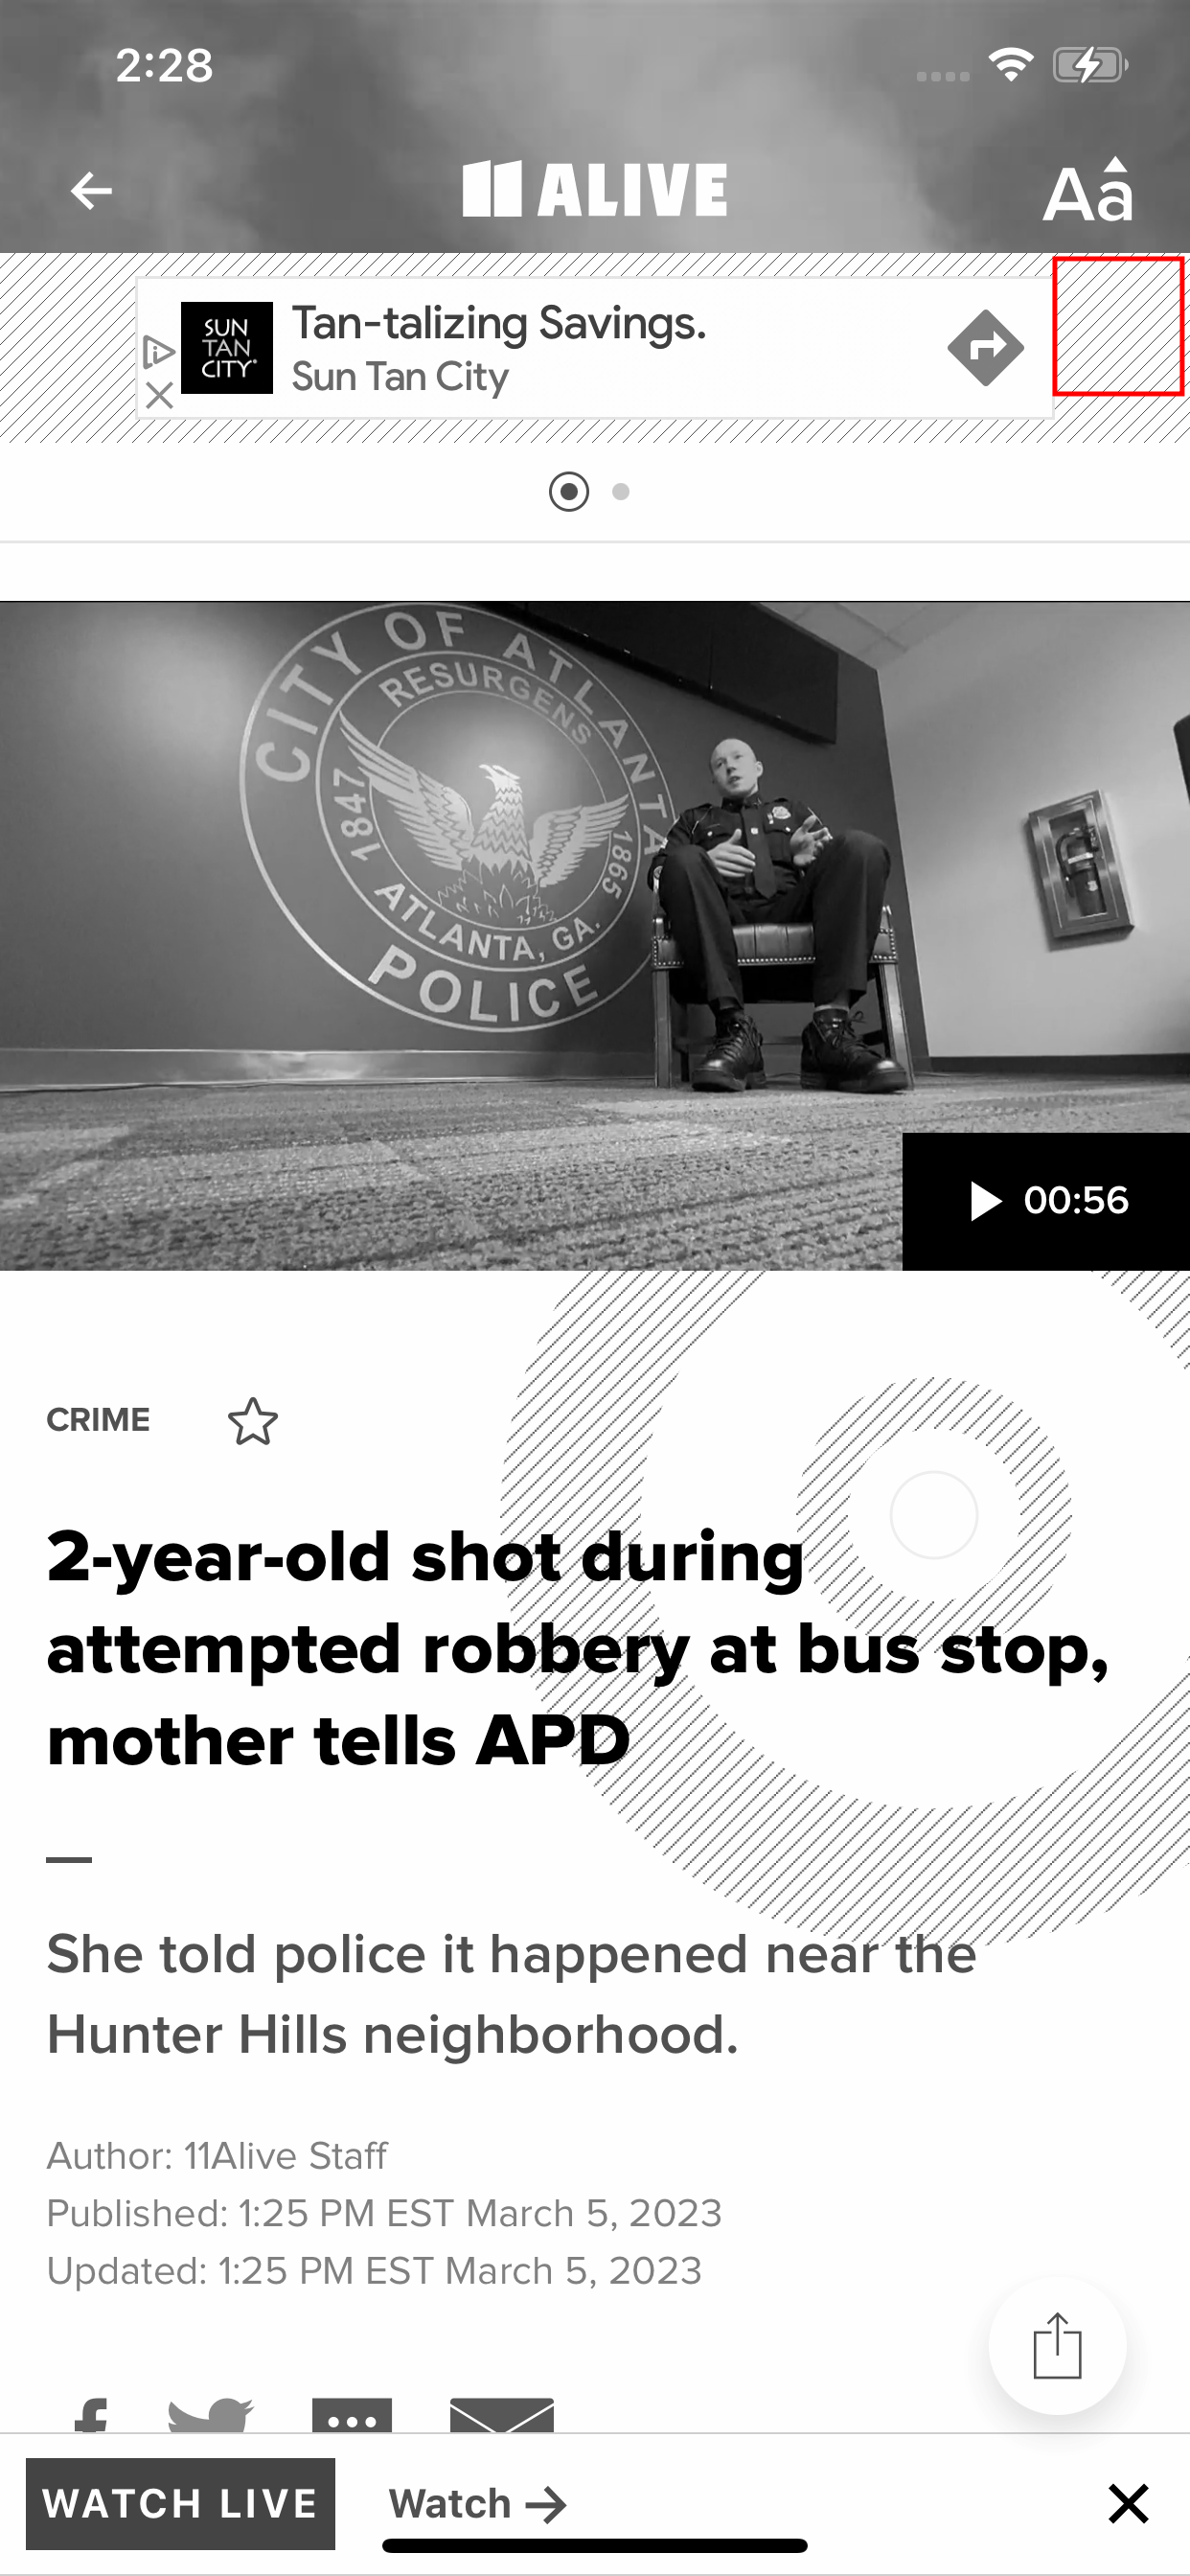 2:28
11 ALIVE
Aa
SUN
TAN
CITY
Tan-talizing Savings.
Sun Tan City
CITY OF ATLANTA
RESURGENS
1847
1865
ATLANTA, GA.
POLICE
00:56
CRIME
2-year-old shot during
attempted robbery at bus stop,
mother tells APD
She told police it happened near the
Hunter Hills neighborhood.
Author: 11Alive Staff
Published: 1:25 PM EST March 5, 2023
Updated: 1:25 PM EST March 5, 2023
WATCH LIVE
Watch →